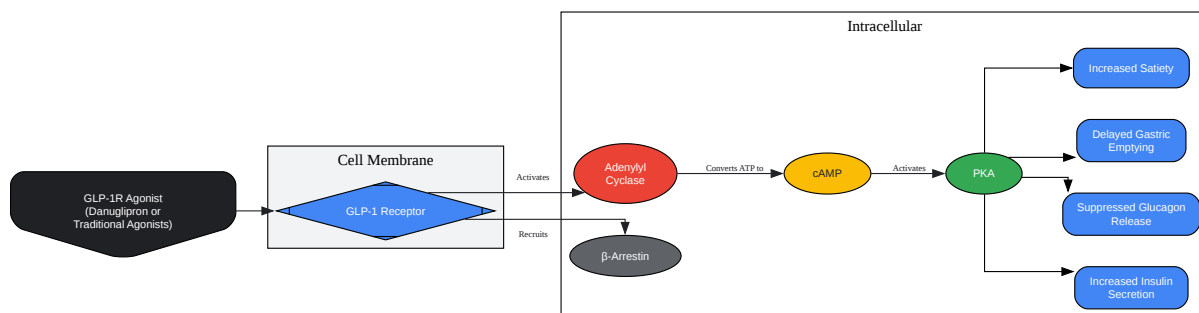 Intracellular
Increased Satiety
Delayed Gastric
Emptying
Cell Membrane
Adenylyl
Cyclase
Converts ATP to
cAMP
Activates
PKA
Activates
GLP-1R Agonist
(Danuglipron or
Traditional Agonists)
GLP-1 Receptor
Suppressed Glucagon
Release
Recruits
β-Arrestin
Increased Insulin
Secretion